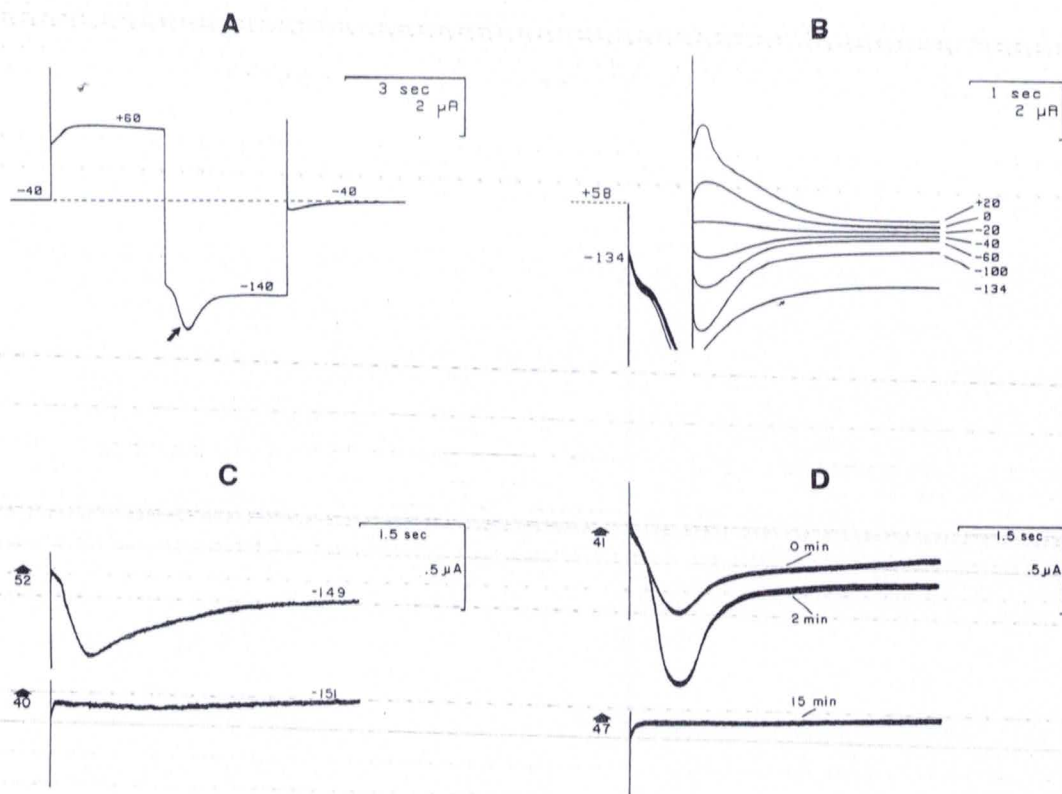 A
3 sec
2 µA
+60
-40
-40
-140
B
1 sec
2 µA
+58
-134
+20
0
-20
-40
-60
-100
-134
C
1.5 sec
.5 µA
52
-149
40
-151
D
1.5 sec
.5 µA
41
0 min
2 min
47
15 min